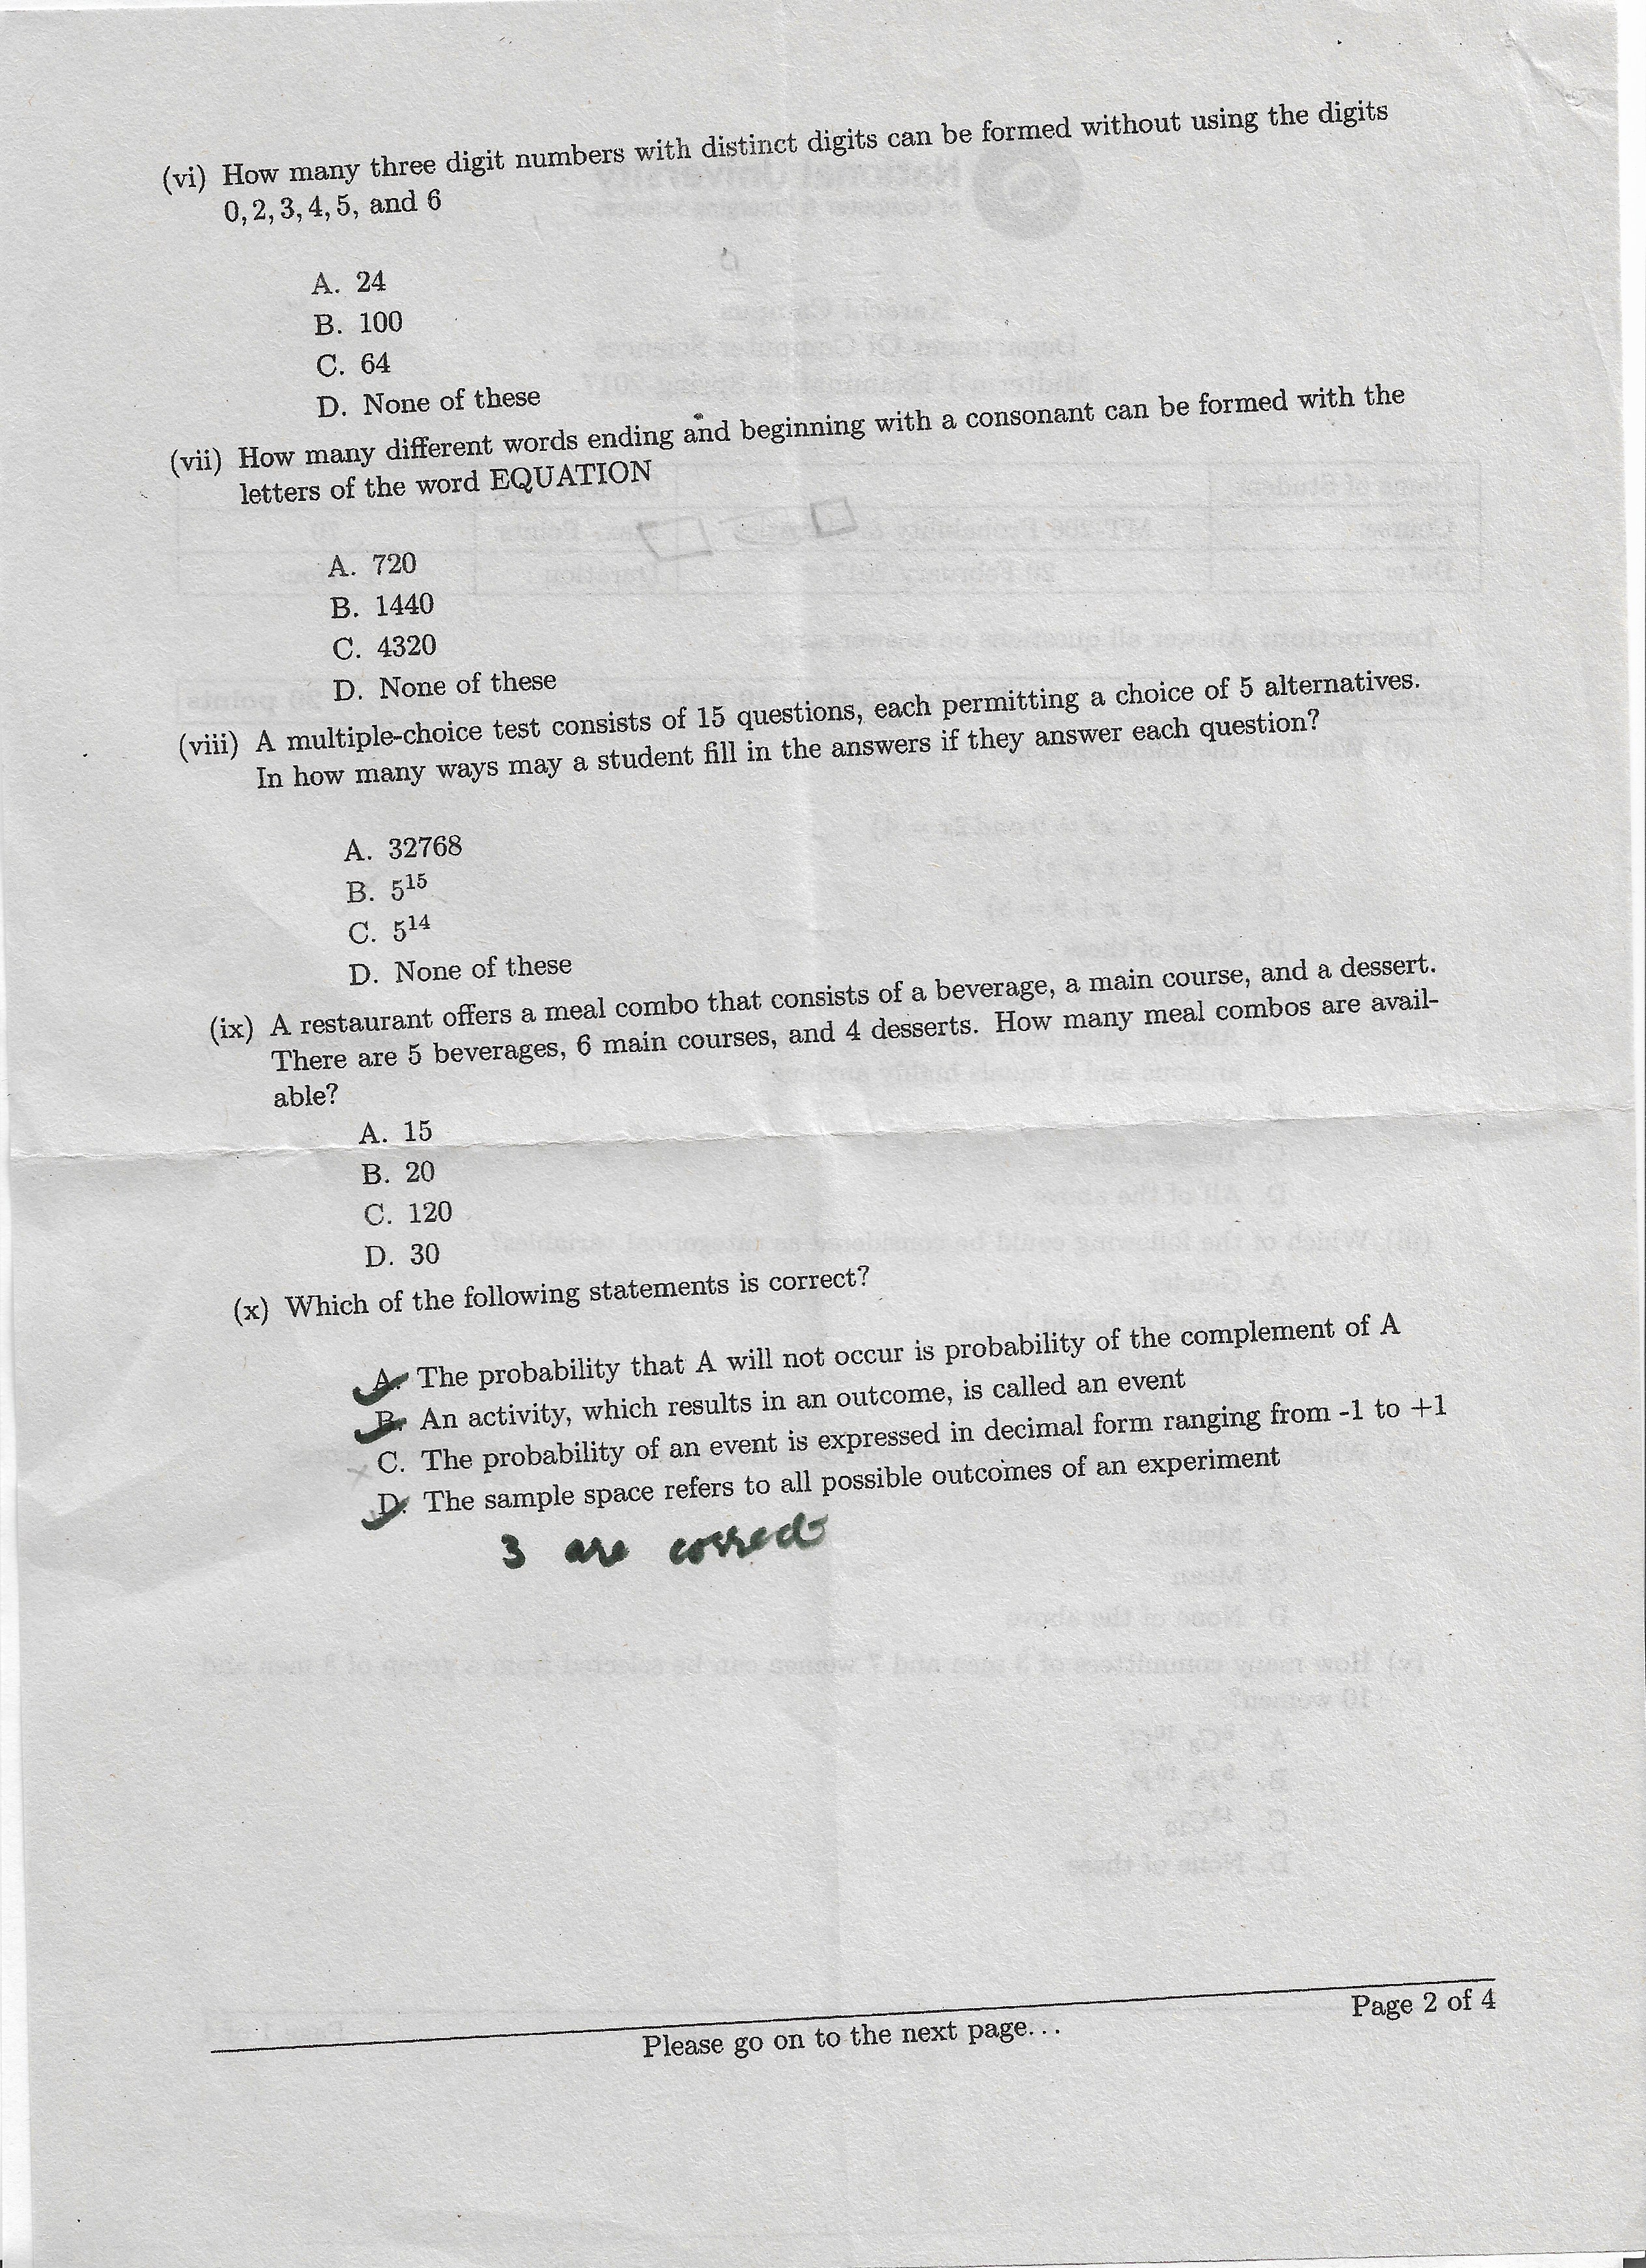 (vi) How many three digit numbers with distinct digits can be formed without using the digits
0, 2, 3, 4, 5, and 6
A. 24
B. 100
C. 64
D. None of these
(vii) How many different words ending and beginning with a consonant can be formed with the
letters of the word EQUATION
A. 720
B. 1440
C. 4320
D. None of these
(viii) A multiple-choice test consists of 15 questions, each permitting a choice of 5 alternatives.
In how many ways may a student fill in the answers if they answer each question?
A. 32768
B. 5¹⁵
C. 5¹⁴
D. None of these
(ix) A restaurant offers a meal combo that consists of a beverage, a main course, and a dessert.
There are 5 beverages, 6 main courses, and 4 desserts. How many meal combos are avail-
able?
A. 15
B. 20
C. 120
D. 30
(x) Which of the following statements is correct?
A. The probability that A will not occur is probability of the complement of A
B. An activity, which results in an outcome, is called an event
C. The probability of an event is expressed in decimal form ranging from -1 to +1
D. The sample space refers to all possible outcomes of an experiment
3 are correct
Page 2 of 4
Please go on to the next page...